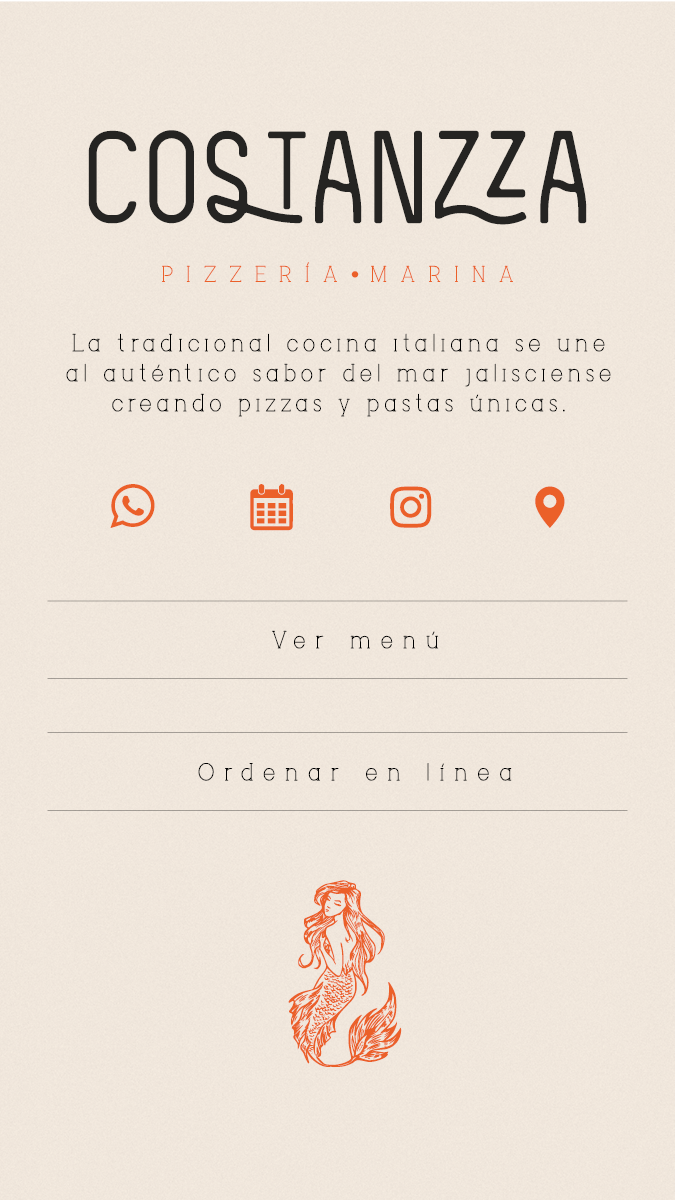 COSTANZZA
PIZZERÍA•MARINA
La tradicional cocina italiana se une
al auténtico sabor del mar jalisciense
creando pizzas y pastas únicas.
Ver menú
Ordenar en línea